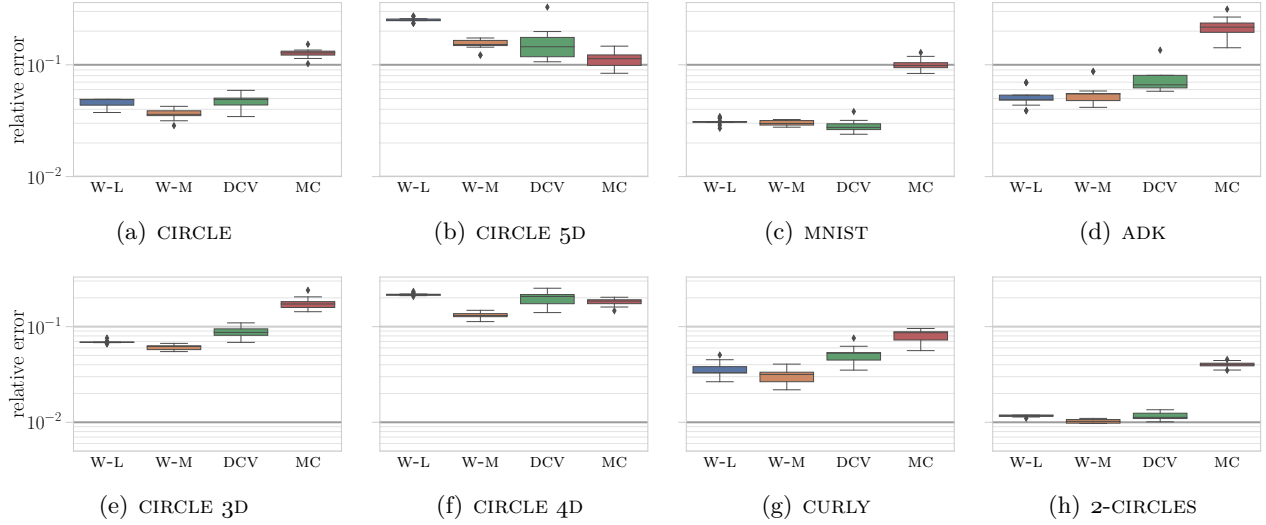 relative error
10⁻¹
10⁻²
W-L W-M DCV MC
W-L W-M DCV MC
W-L W-M DCV MC
W-L W-M DCV MC
(a) CIRCLE
(b) CIRCLE 5D
(c) MNIST
(d) ADK
relative error
10⁻¹
10⁻²
W-L W-M DCV MC
W-L W-M DCV MC
W-L W-M DCV MC
W-L W-M DCV MC
(e) CIRCLE 3D
(f) CIRCLE 4D
(g) CURLY
(h) 2-CIRCLES